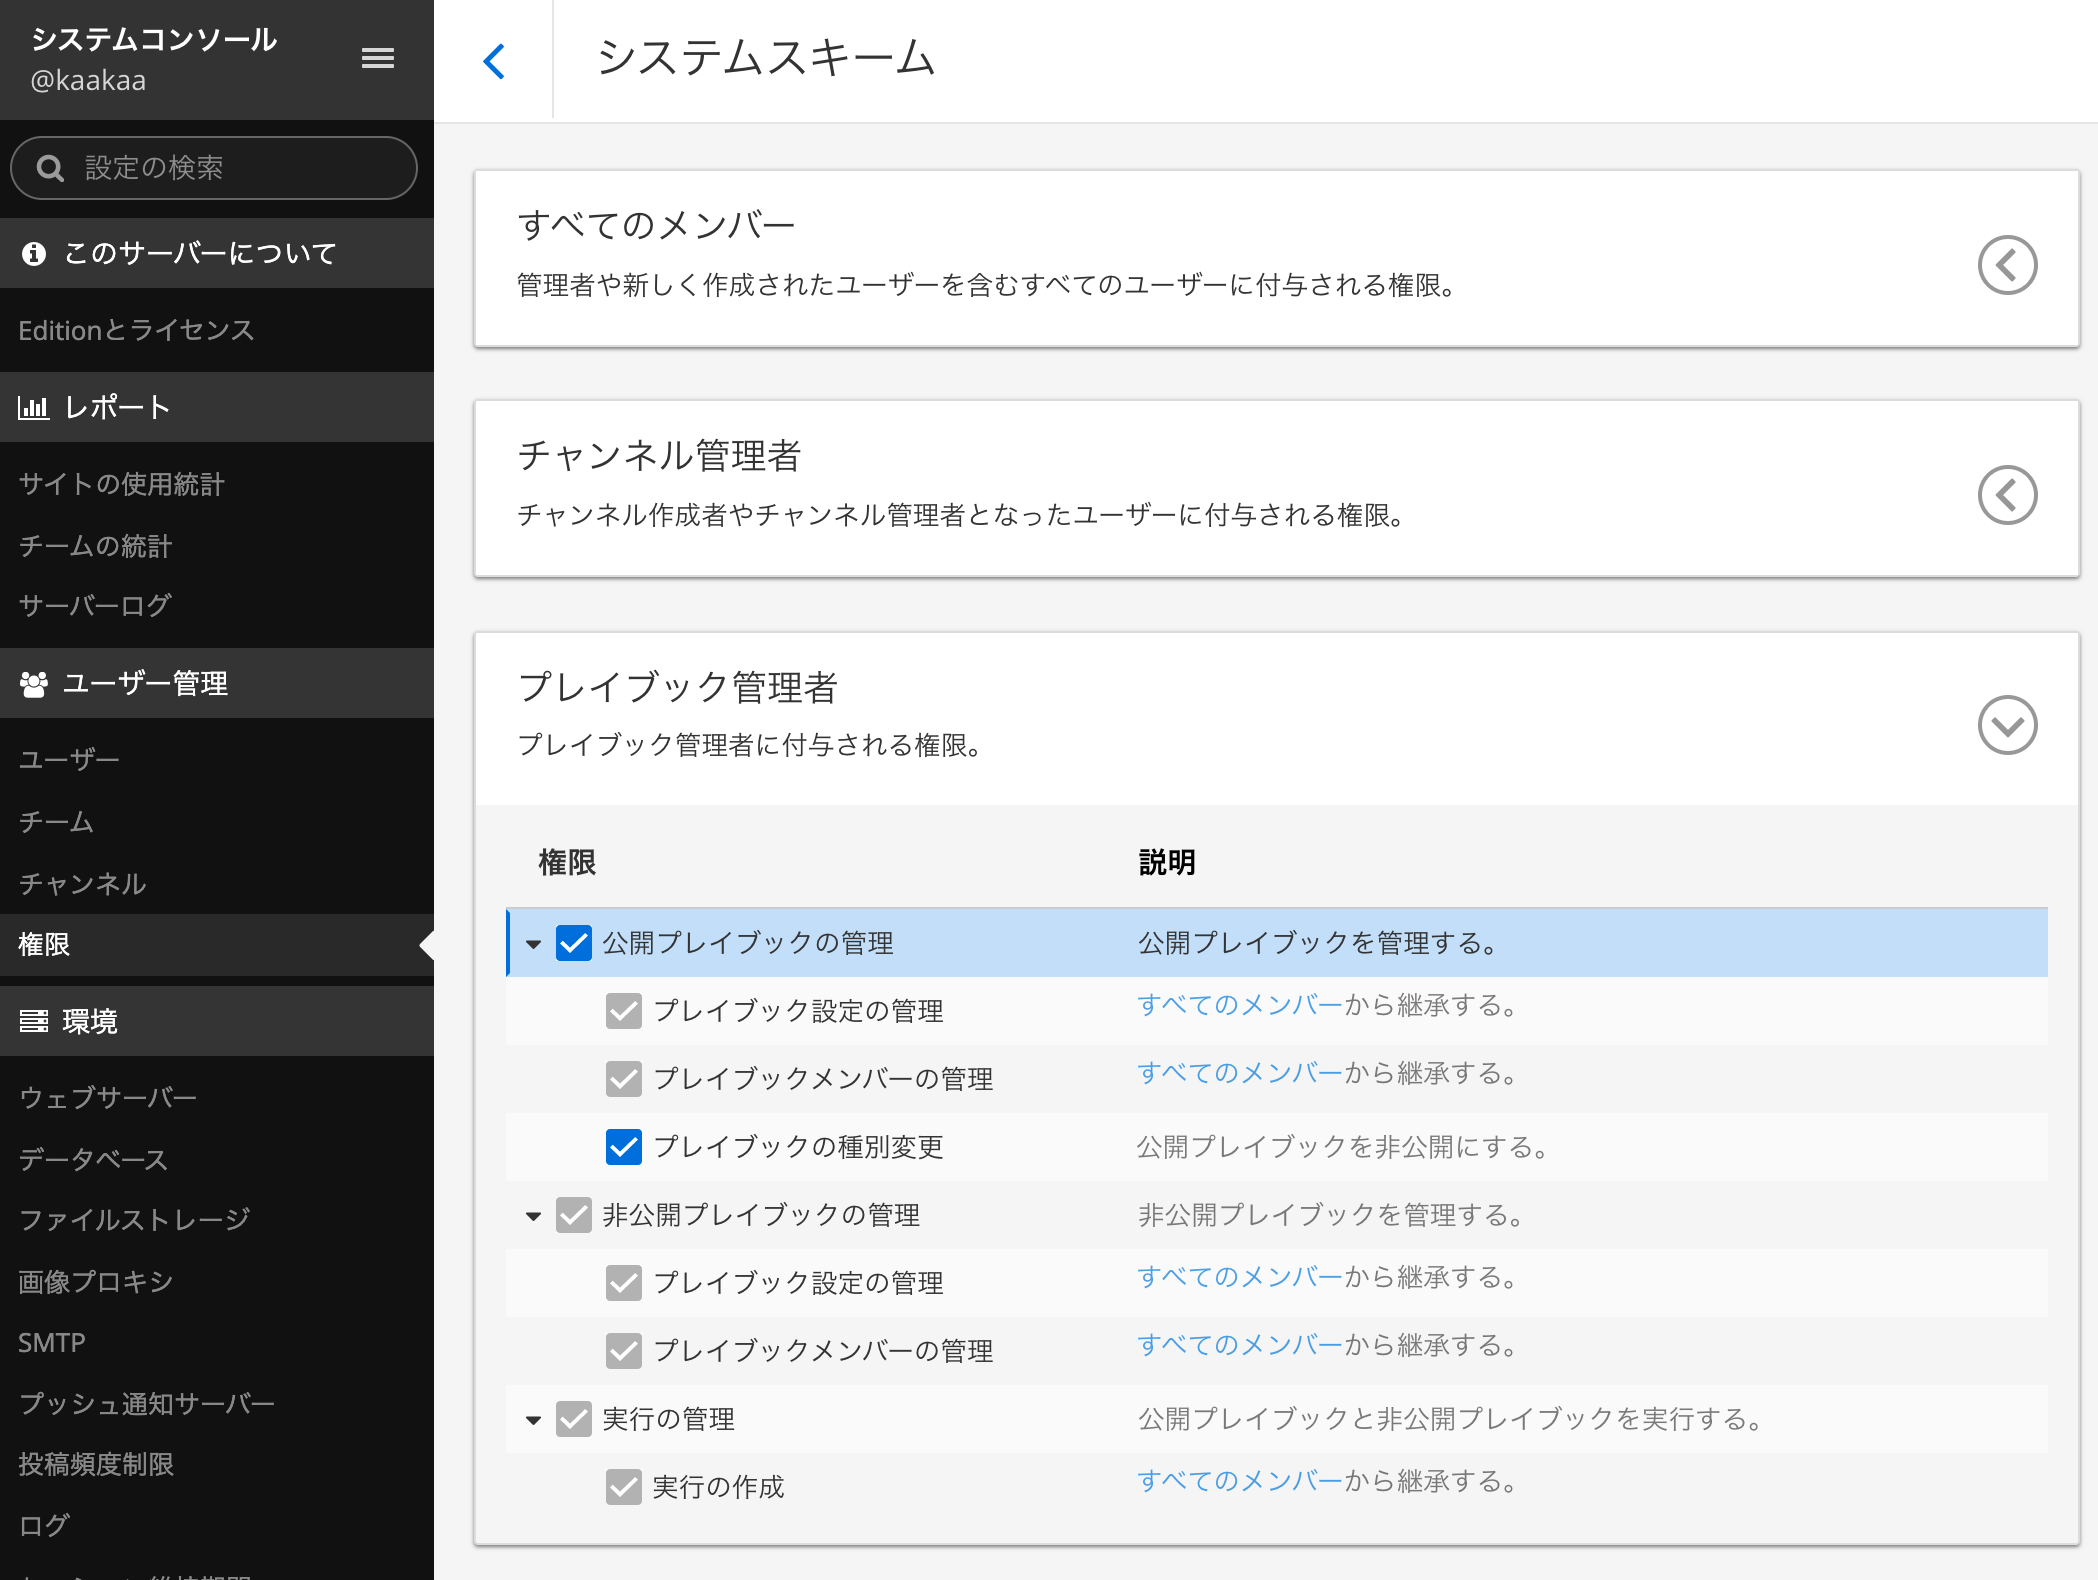 システムコンソール
@kaakaa
設定の検索
このサーバーについて
Editionとライセンス
レポート
サイトの使用統計
チームの統計
サーバーログ
ユーザー管理
ユーザー
チーム
チャンネル
権限
環境
ウェブサーバー
データベース
ファイルストレージ
画像プロキシ
SMTP
プッシュ通知サーバー
投稿頻度制限
ログ
システムスキーム
すべてのメンバー
管理者や新しく作成されたユーザーを含むすべてのユーザーに付与される権限。
チャンネル管理者
チャンネル作成者やチャンネル管理者となったユーザーに付与される権限。
プレイブック管理者
プレイブック管理者に付与される権限。
権限 説明
公開プレイブックの管理 公開プレイブックを管理する。
プレイブック設定の管理 すべてのメンバーから継承する。
プレイブックメンバーの管理 すべてのメンバーから継承する。
プレイブックの種別変更 公開プレイブックを非公開にする。
非公開プレイブックの管理 非公開プレイブックを管理する。
プレイブック設定の管理 すべてのメンバーから継承する。
プレイブックメンバーの管理 すべてのメンバーから継承する。
実行の管理 公開プレイブックと非公開プレイブックを実行する。
実行の作成 すべてのメンバーから継承する。